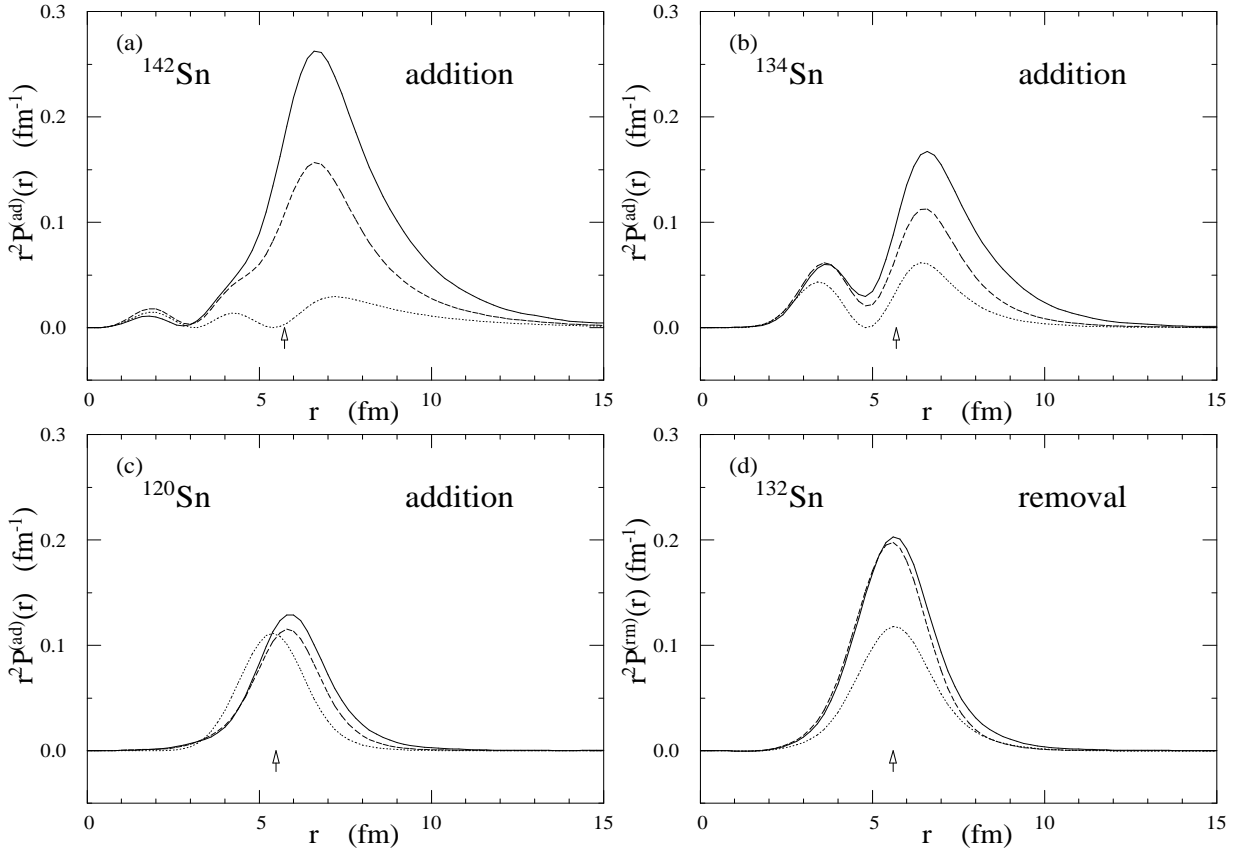 (a)
¹⁴²Sn addition
0.3
0.2
0.1
0.0
r²P⁽ᵃᵈ⁾(r) (fm⁻¹)
0 5 10 15
r (fm)
(b)
¹³⁴Sn addition
0.3
0.2
0.1
0.0
r²P⁽ᵃᵈ⁾(r) (fm⁻¹)
0 5 10 15
r (fm)
(c)
¹²⁰Sn addition
0.3
0.2
0.1
0.0
r²P⁽ᵃᵈ⁾(r) (fm⁻¹)
0 5 10 15
r (fm)
(d)
¹³²Sn removal
0.3
0.2
0.1
0.0
r²P⁽ʳᵐ⁾(r) (fm⁻¹)
0 5 10 15
r (fm)